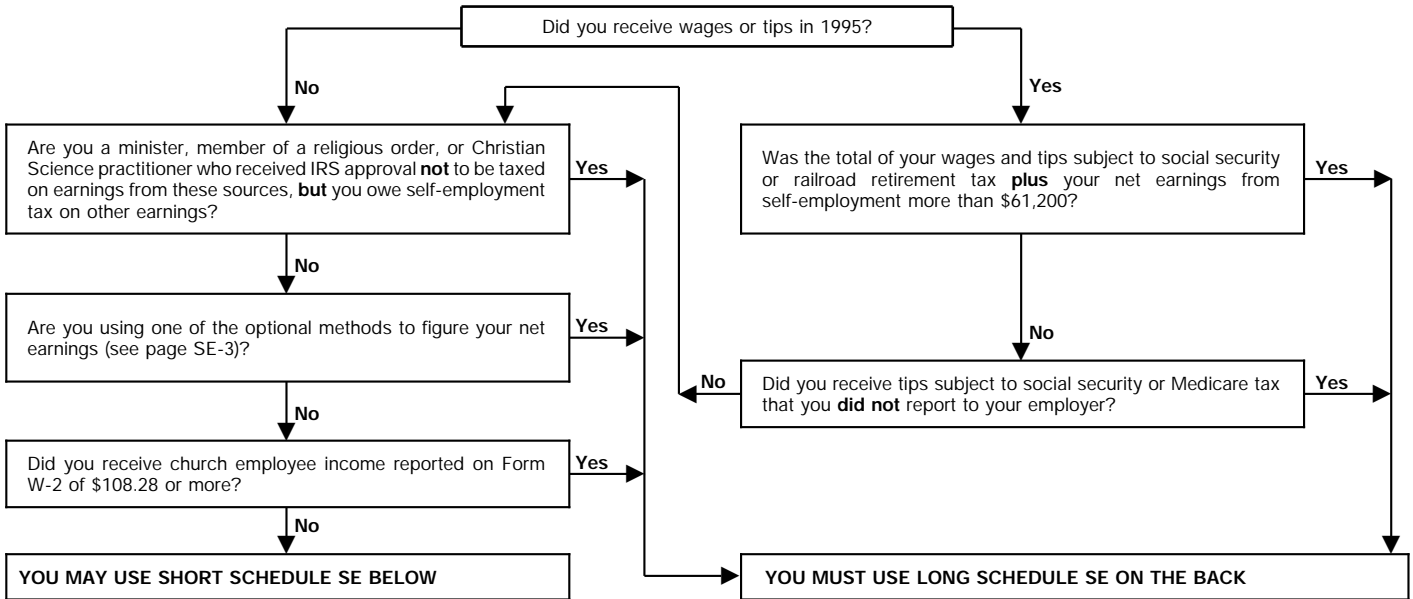 Did you receive wages or tips in 1995?
No
Yes
Are you a minister, member of a religious order, or Christian
Science practitioner who received IRS approval not to be taxed
on earnings from these sources, but you owe self-employment
tax on other earnings?
Yes
Was the total of your wages and tips subject to social security
or railroad retirement tax plus your net earnings from
self-employment more than $61,200?
Yes
No
Are you using one of the optional methods to figure your net
earnings (see page SE-3)?
Yes
No
No
Did you receive tips subject to social security or Medicare tax
that you did not report to your employer?
Yes
No
Did you receive church employee income reported on Form
W-2 of $108.28 or more?
Yes
No
YOU MAY USE SHORT SCHEDULE SE BELOW
YOU MUST USE LONG SCHEDULE SE ON THE BACK